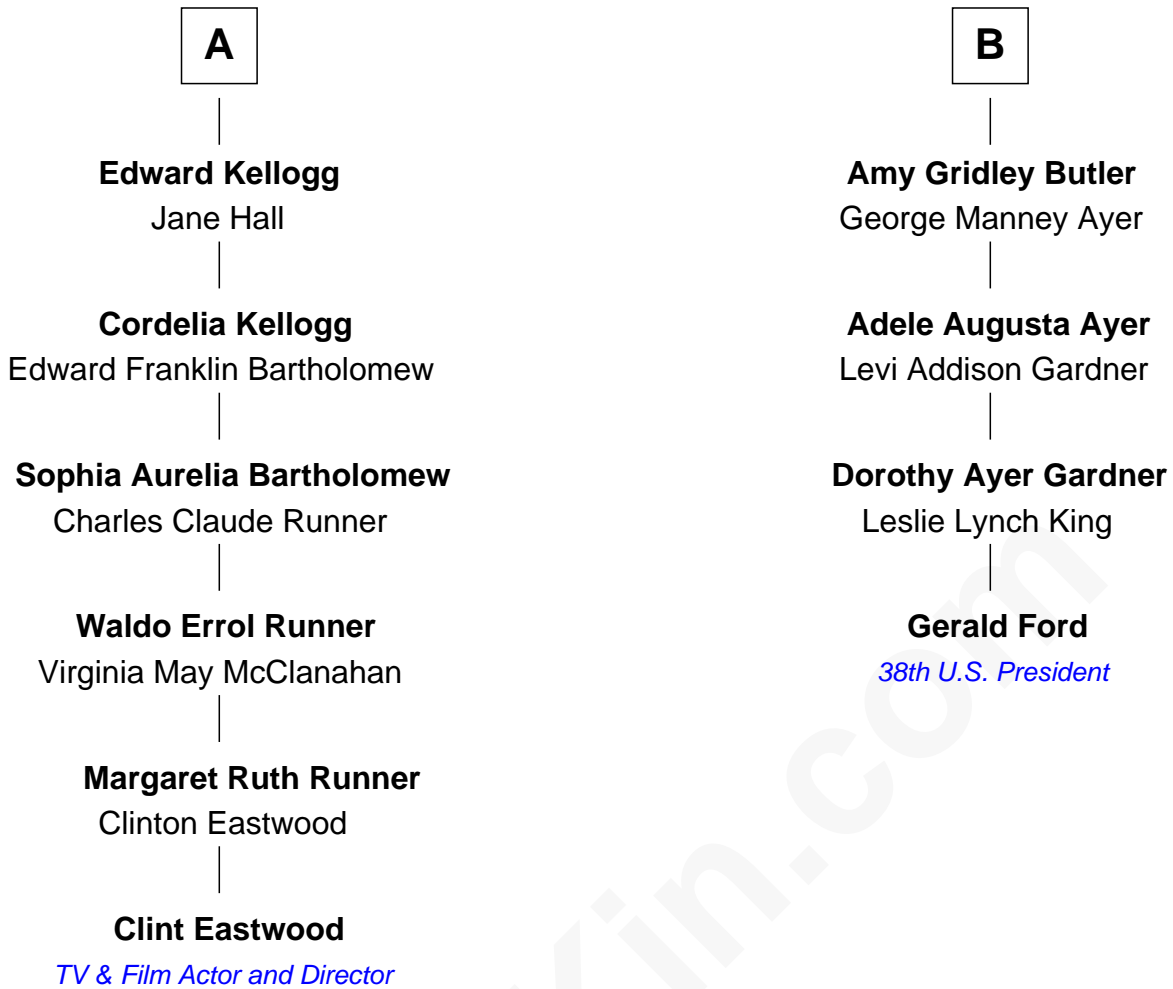 A
Edward Kellogg
Jane Hall
Cordelia Kellogg
Edward Franklin Bartholomew
Sophia Aurelia Bartholomew
Charles Claude Runner
Waldo Errol Runner
Virginia May McClanahan
Margaret Ruth Runner
Clinton Eastwood
Clint Eastwood
TV & Film Actor and Director
B
Amy Gridley Butler
George Manney Ayer
Adele Augusta Ayer
Levi Addison Gardner
Dorothy Ayer Gardner
Leslie Lynch King
Gerald Ford
38th U.S. President